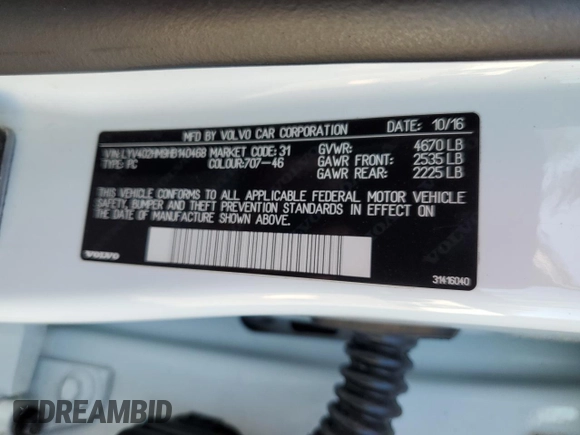 MFD BY VOLVO CAR CORPORATION DATE: 10/16
VIN: LYV402HM9HB140468 MARKET CODE: 31 GVWR: 4670 LB
TYPE: PC COLOUR: 707-46 GAWR FRONT: 2535 LB
GAWR REAR: 2225 LB
THIS VEHICLE CONFORMS TO ALL APPLICABLE FEDERAL MOTOR VEHICLE
SAFETY, BUMPER AND THEFT PREVENTION STANDARDS IN EFFECT ON
THE DATE OF MANUFACTURE SHOWN ABOVE.
VOLVO
31416040
DREAMBID